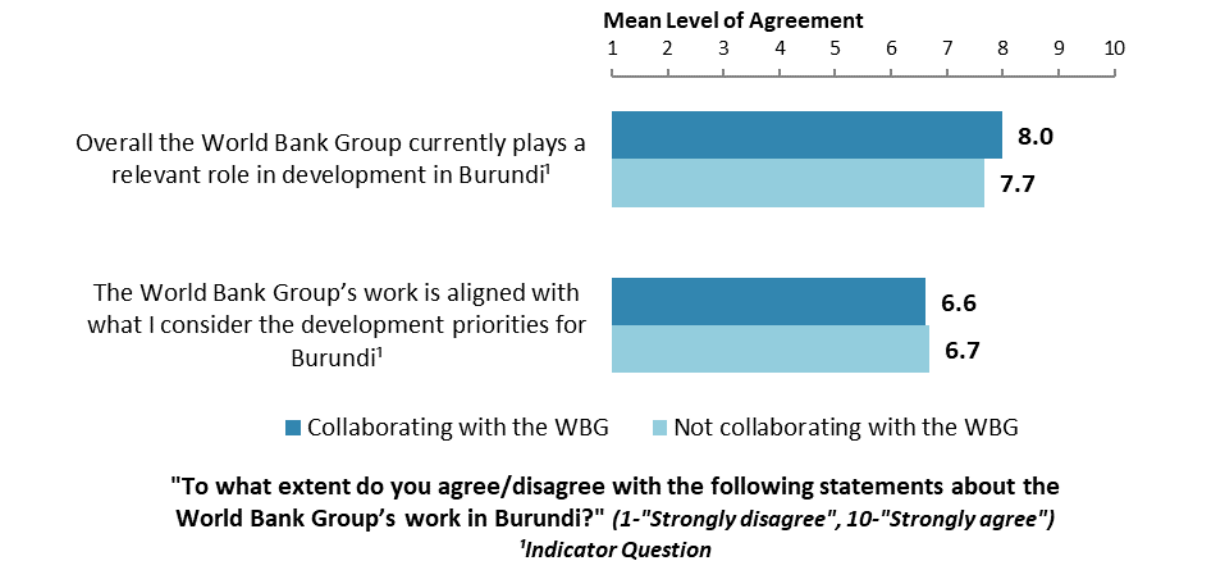 Mean Level of Agreement
1 2 3 4 5 6 7 8 9 10
Overall the World Bank Group currently plays a
relevant role in development in Burundi¹
8.0
7.7
The World Bank Group’s work is aligned with
what I consider the development priorities for
Burundi¹
6.6
6.7
Collaborating with the WBG Not collaborating with the WBG
"To what extent do you agree/disagree with the following statements about the
World Bank Group’s work in Burundi?" (1-"Strongly disagree", 10-"Strongly agree")
¹Indicator Question